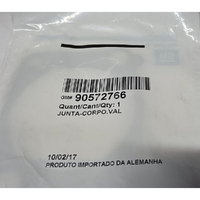 GM# 90572766
Quant/Cant/Qty: 1
JUNTA-CORPO.VAL
10/02/17
PRODUTO IMPORTADO DA ALEMANHA